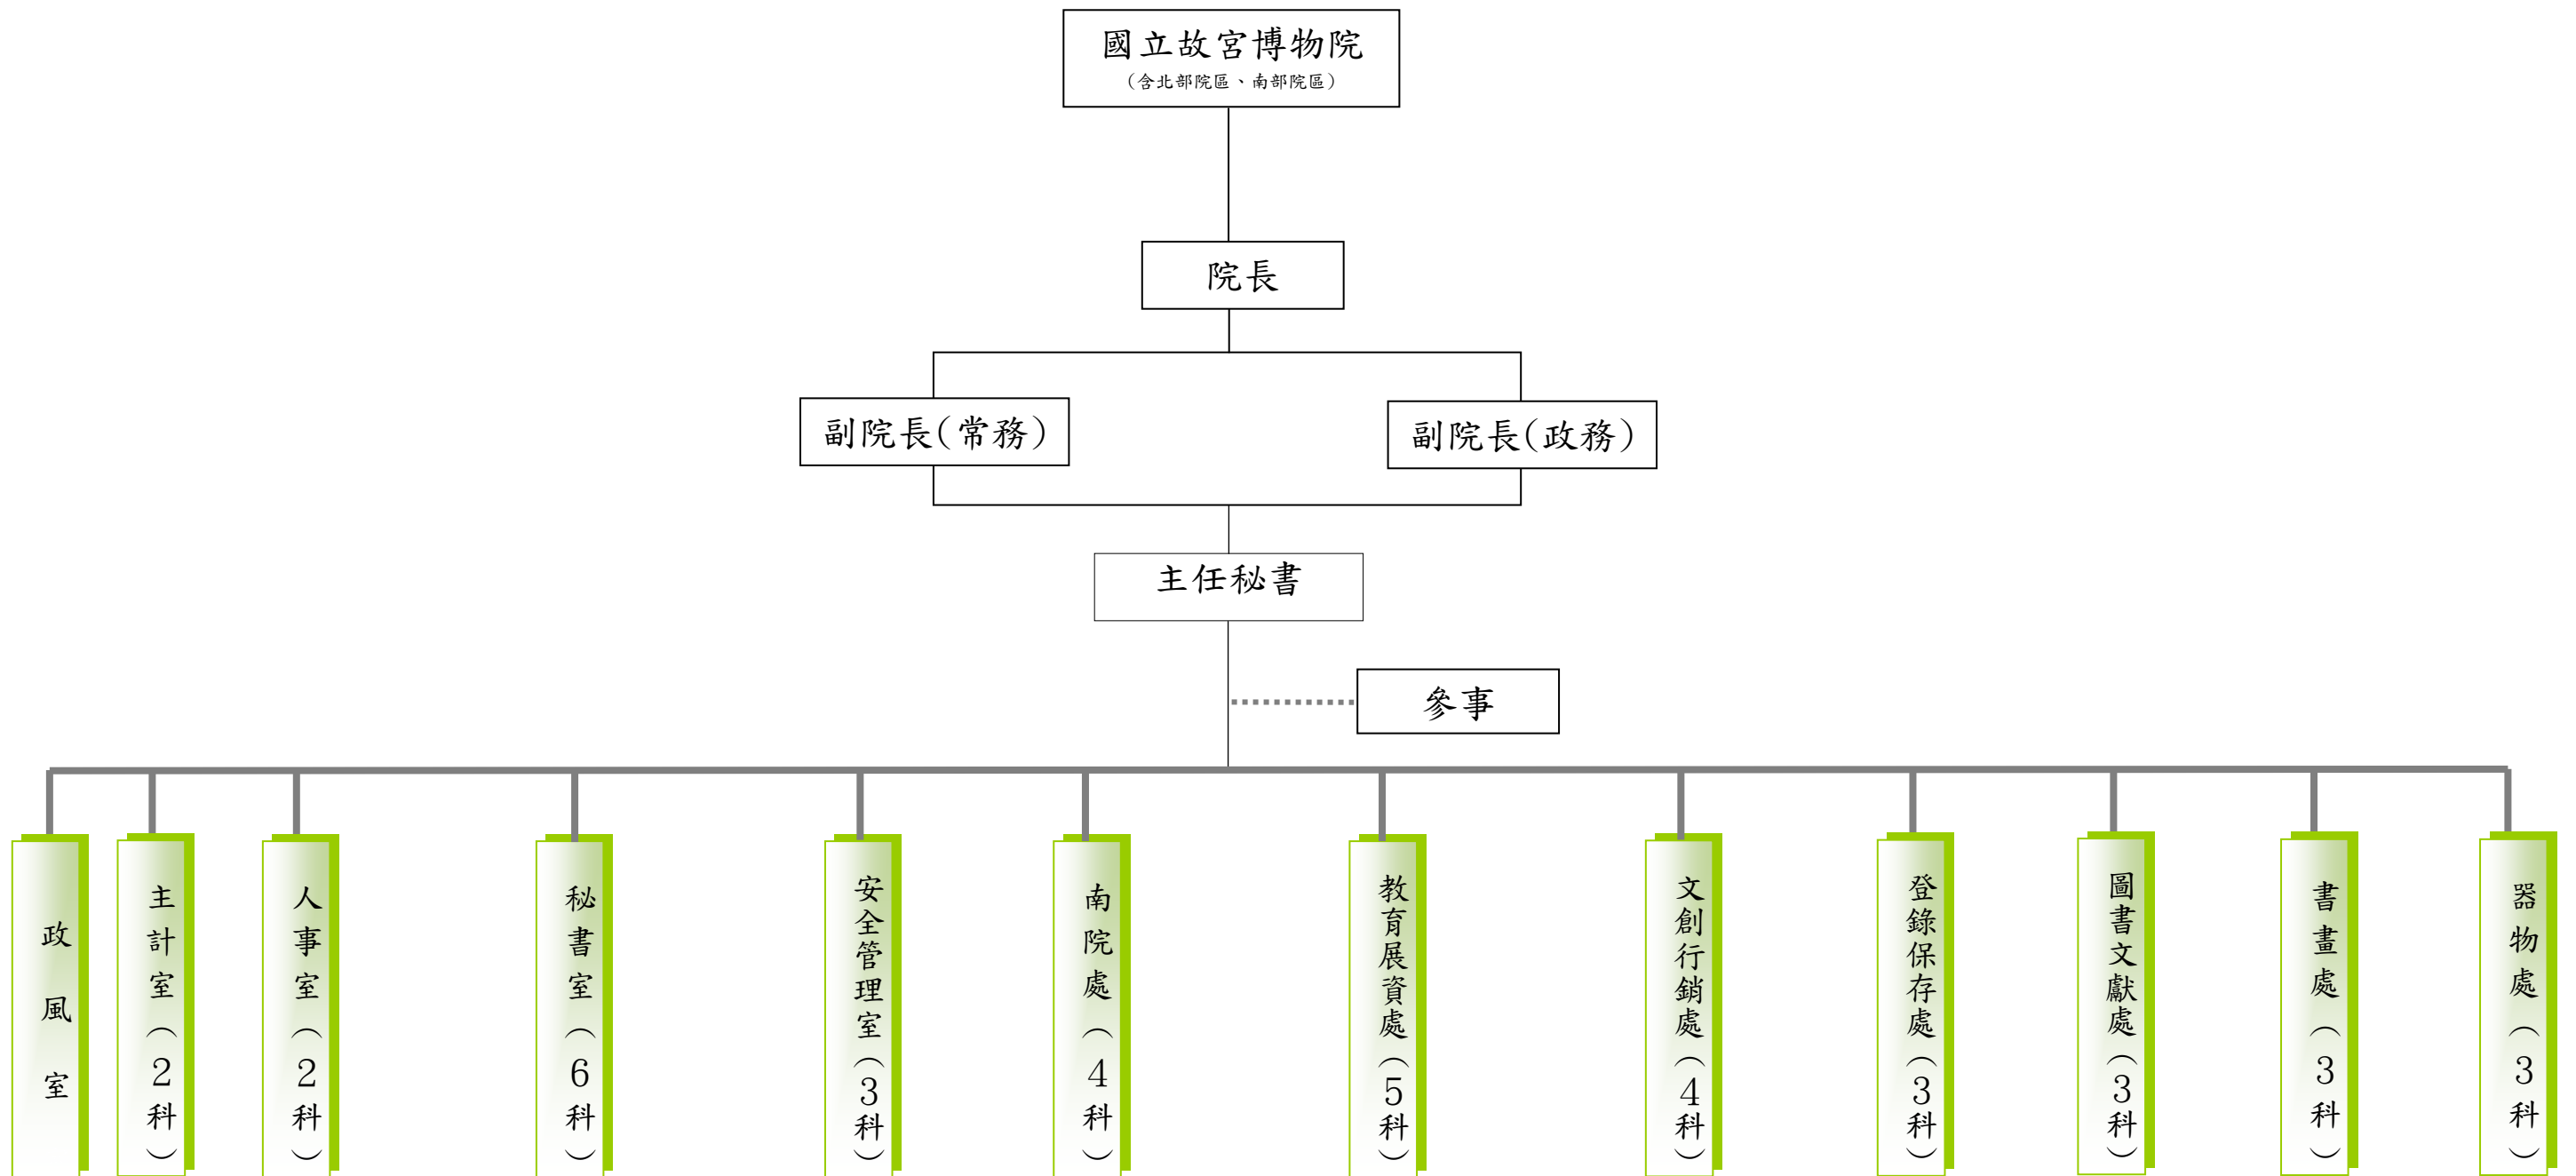 國立故宮博物院
(含北部院區、南部院區)
院長
副院長(常務)
副院長(政務)
主任秘書
參事
政風室
主計室(2科)
人事室(2科)
秘書室(6科)
安全管理室(3科)
南院處(4科)
教育展資處(5科)
文創行銷處(4科)
登錄保存處(3科)
圖書文獻處(3科)
書畫處(3科)
器物處(3科)